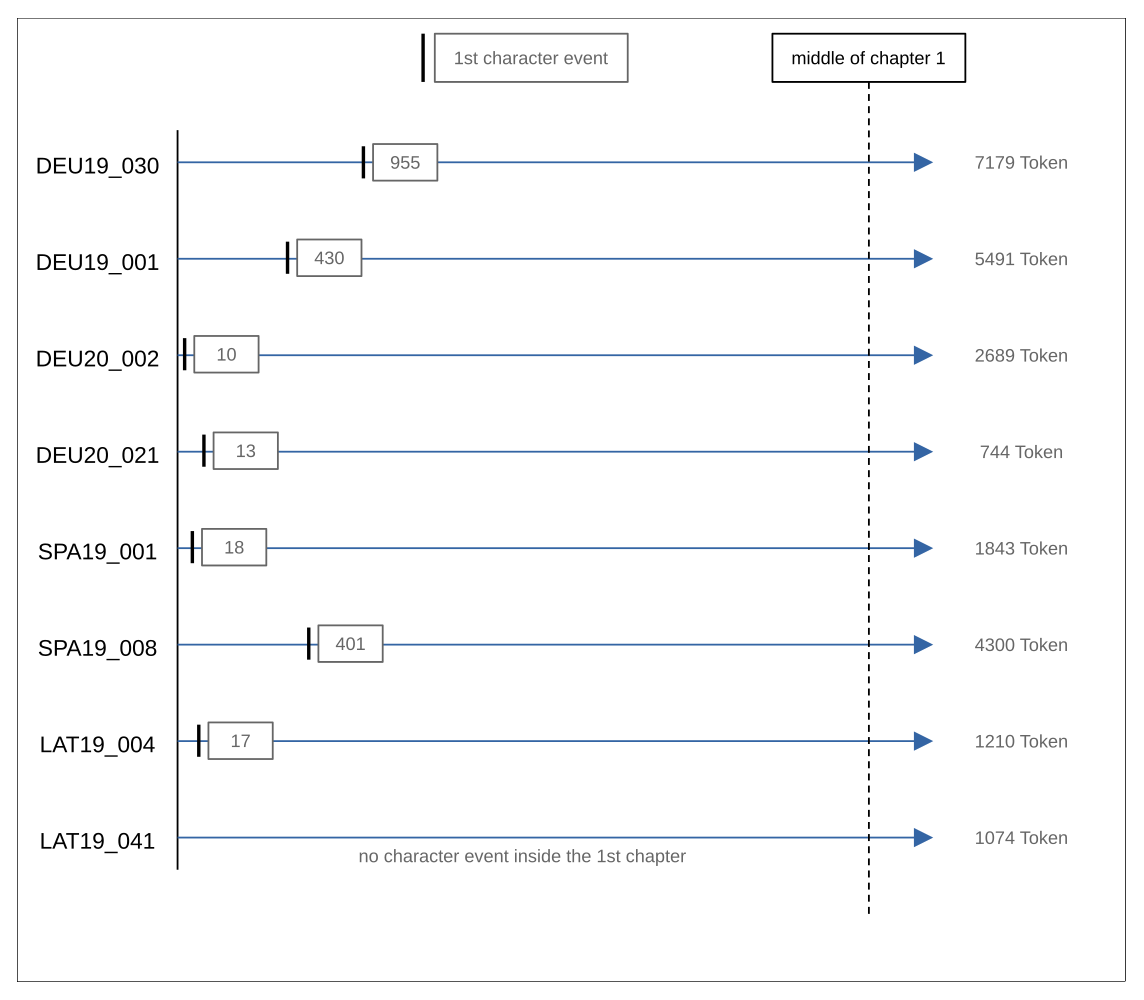 1st character event
middle of chapter 1
DEU19_030 955 7179 Token
DEU19_001 430 5491 Token
DEU20_002 10 2689 Token
DEU20_021 13 744 Token
SPA19_001 18 1843 Token
SPA19_008 401 4300 Token
LAT19_004 17 1210 Token
LAT19_041 1074 Token
no character event inside the 1st chapter